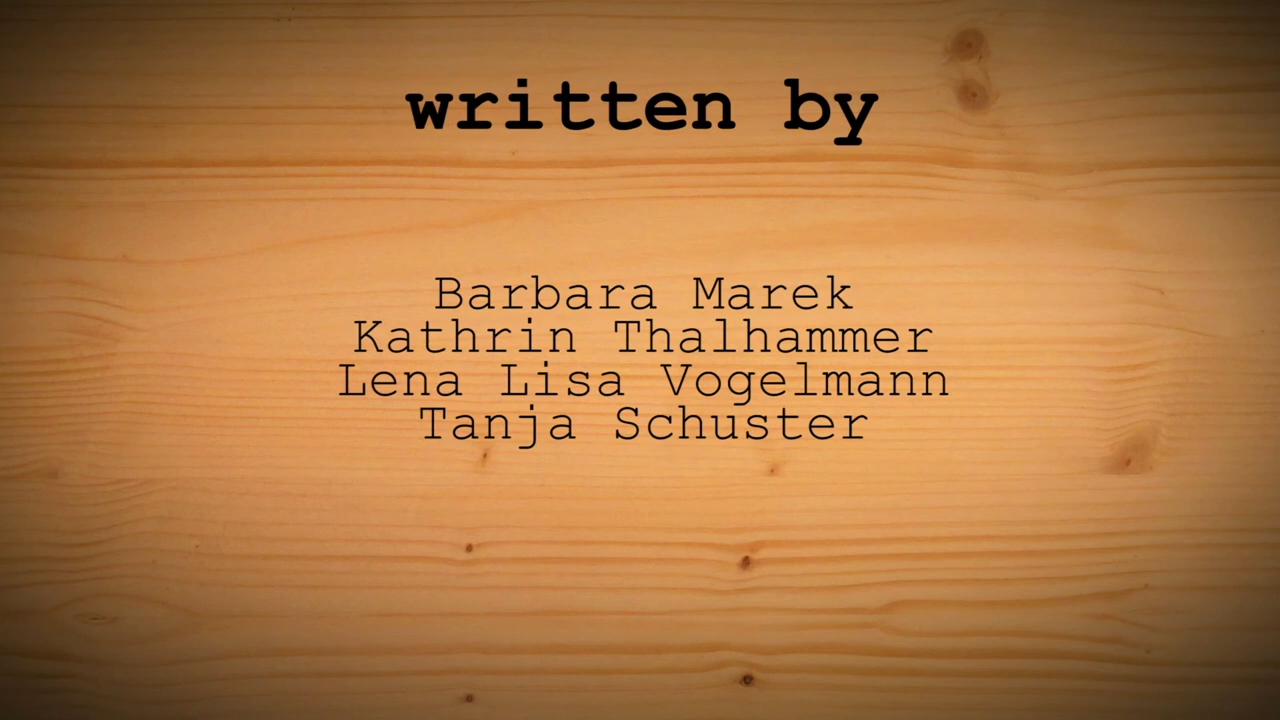 written by
Barbara Marek
Kathrin Thalhammer
Lena Lisa Vogelmann
Tanja Schuster